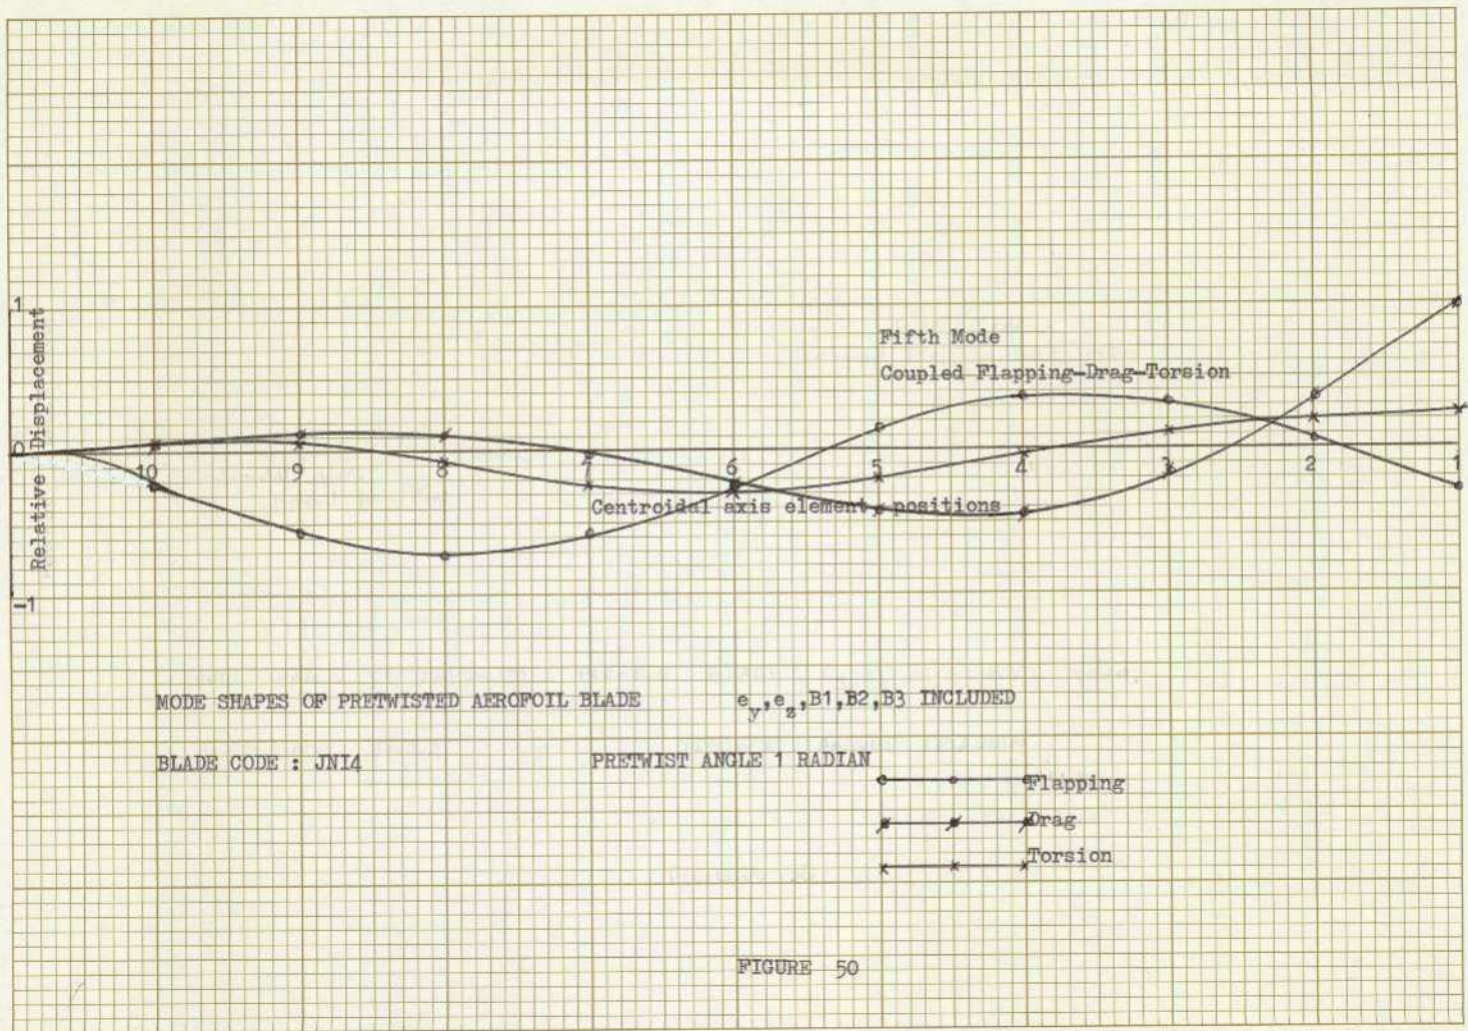 1
Relative Displacement
0
-1
Fifth Mode
Coupled Flapping-Drag-Torsion
10 9 8 7 6 5 4 3 2 1
Centroidal axis element positions
MODE SHAPES OF PRETWISTED AEROFOIL BLADE e_y,e_z,B1,B2,B3 INCLUDED
BLADE CODE : JNI4 PRETWIST ANGLE 1 RADIAN
Flapping
Drag
Torsion
FIGURE 50